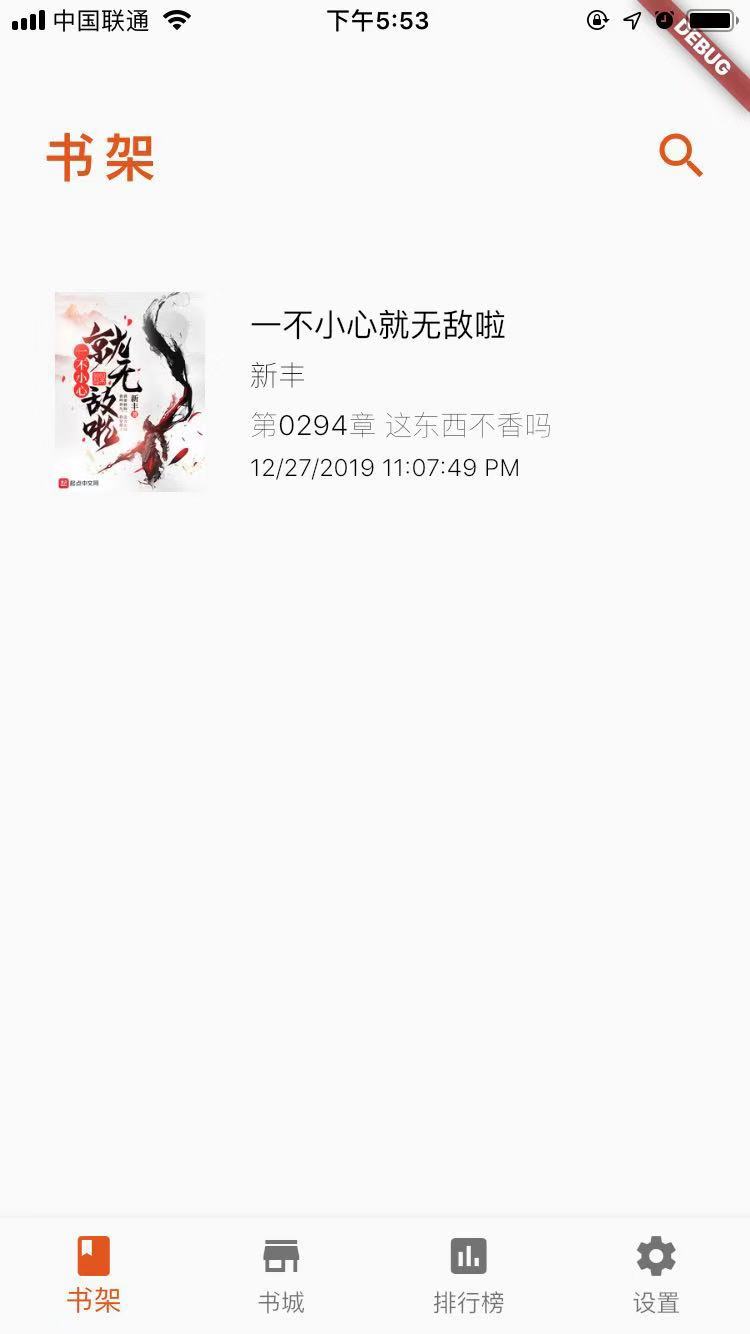 中国联通
下午5:53
DEBUG
书架
就无敌啦
一不小心
新丰
起点中文网
一不小心就无敌啦
新丰
第0294章 这东西不香吗
12/27/2019 11:07:49 PM
书架
书城
排行榜
设置